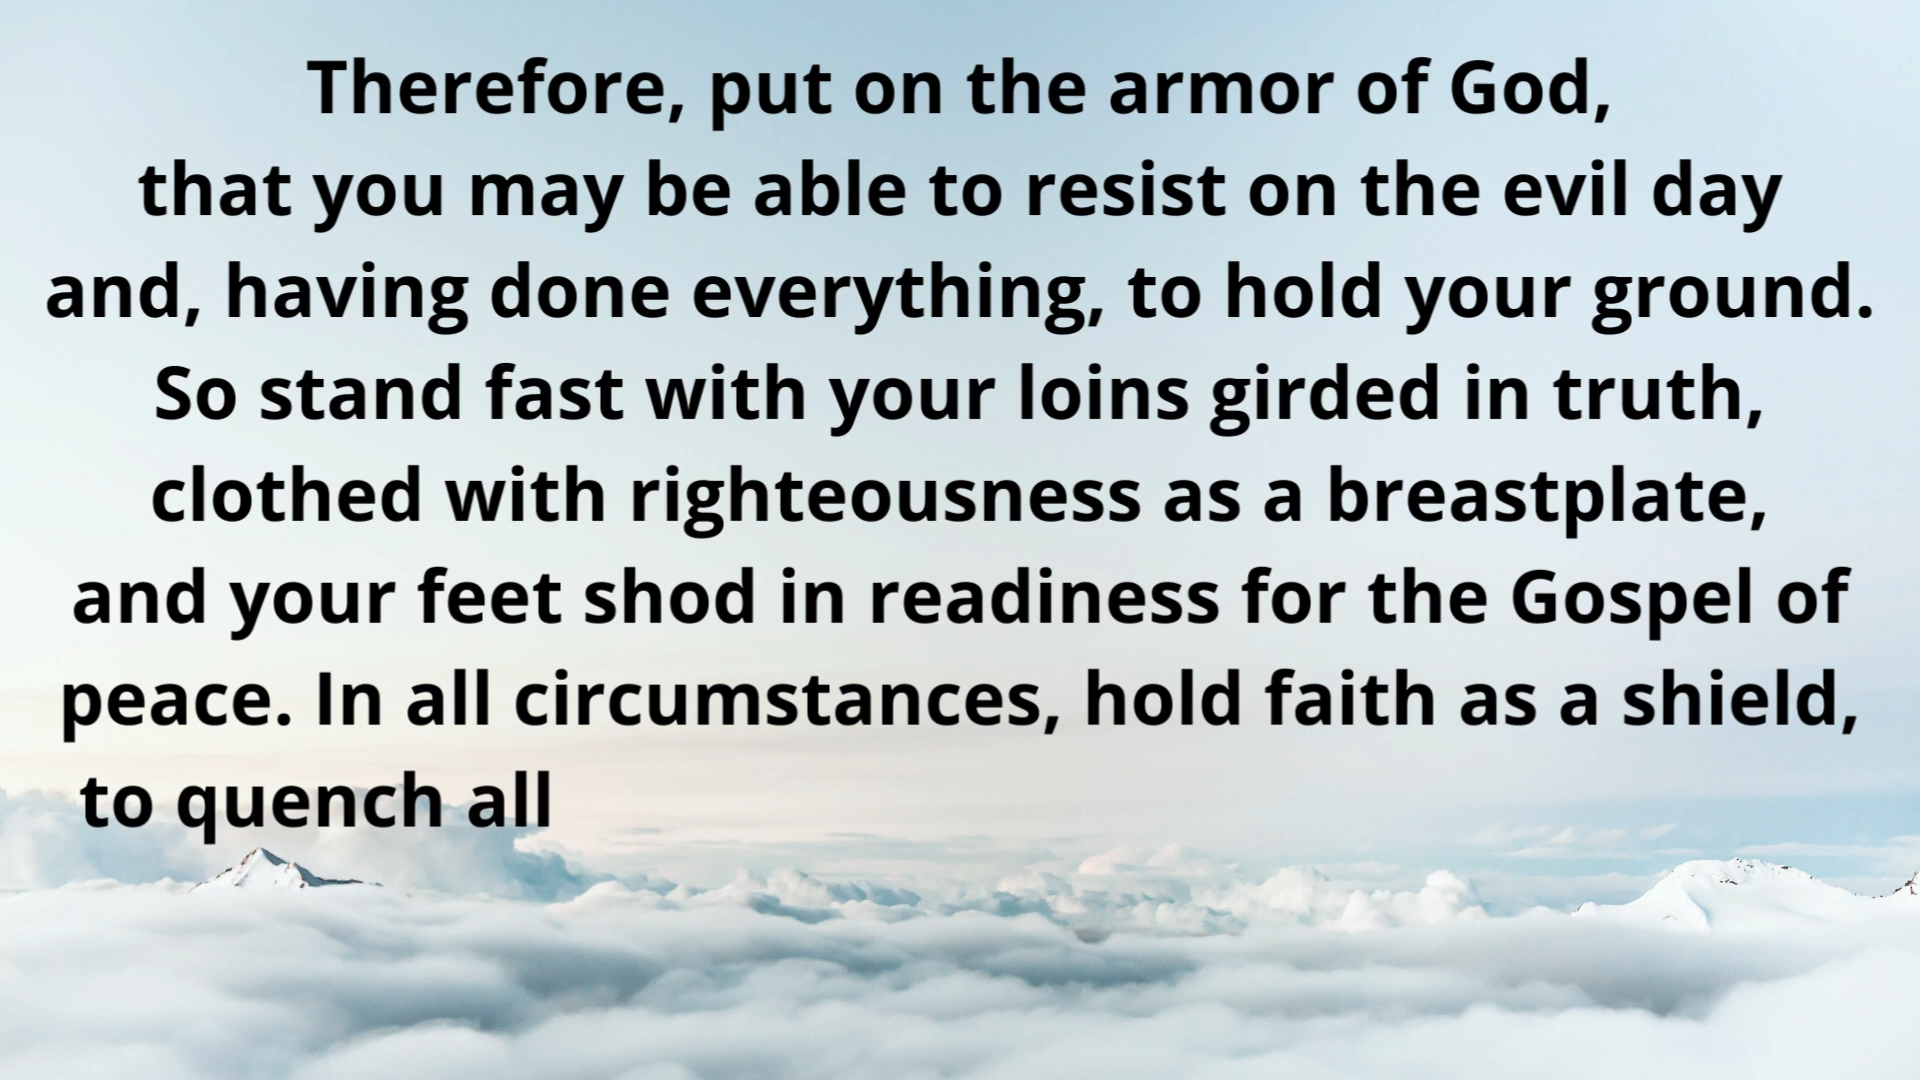 Therefore, put on the armor of God,
that you may be able to resist on the evil day
and, having done everything, to hold your ground.
So stand fast with your loins girded in truth,
clothed with righteousness as a breastplate,
and your feet shod in readiness for the Gospel of
peace. In all circumstances, hold faith as a shield,
to quench all